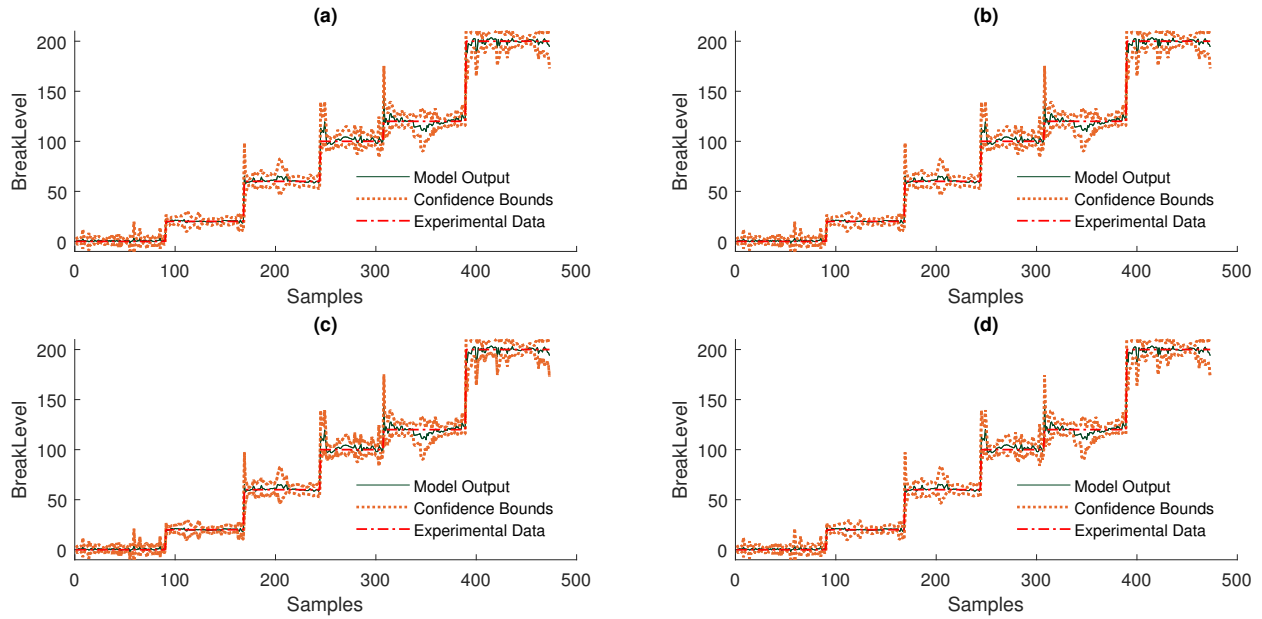 (a)
BreakLevel
200
150
100
50
0
Model Output
Confidence Bounds
Experimental Data
0 100 200 300 400 500
Samples
(b)
BreakLevel
200
150
100
50
0
Model Output
Confidence Bounds
Experimental Data
0 100 200 300 400 500
Samples
(c)
BreakLevel
200
150
100
50
0
Model Output
Confidence Bounds
Experimental Data
0 100 200 300 400 500
Samples
(d)
BreakLevel
200
150
100
50
0
Model Output
Confidence Bounds
Experimental Data
0 100 200 300 400 500
Samples